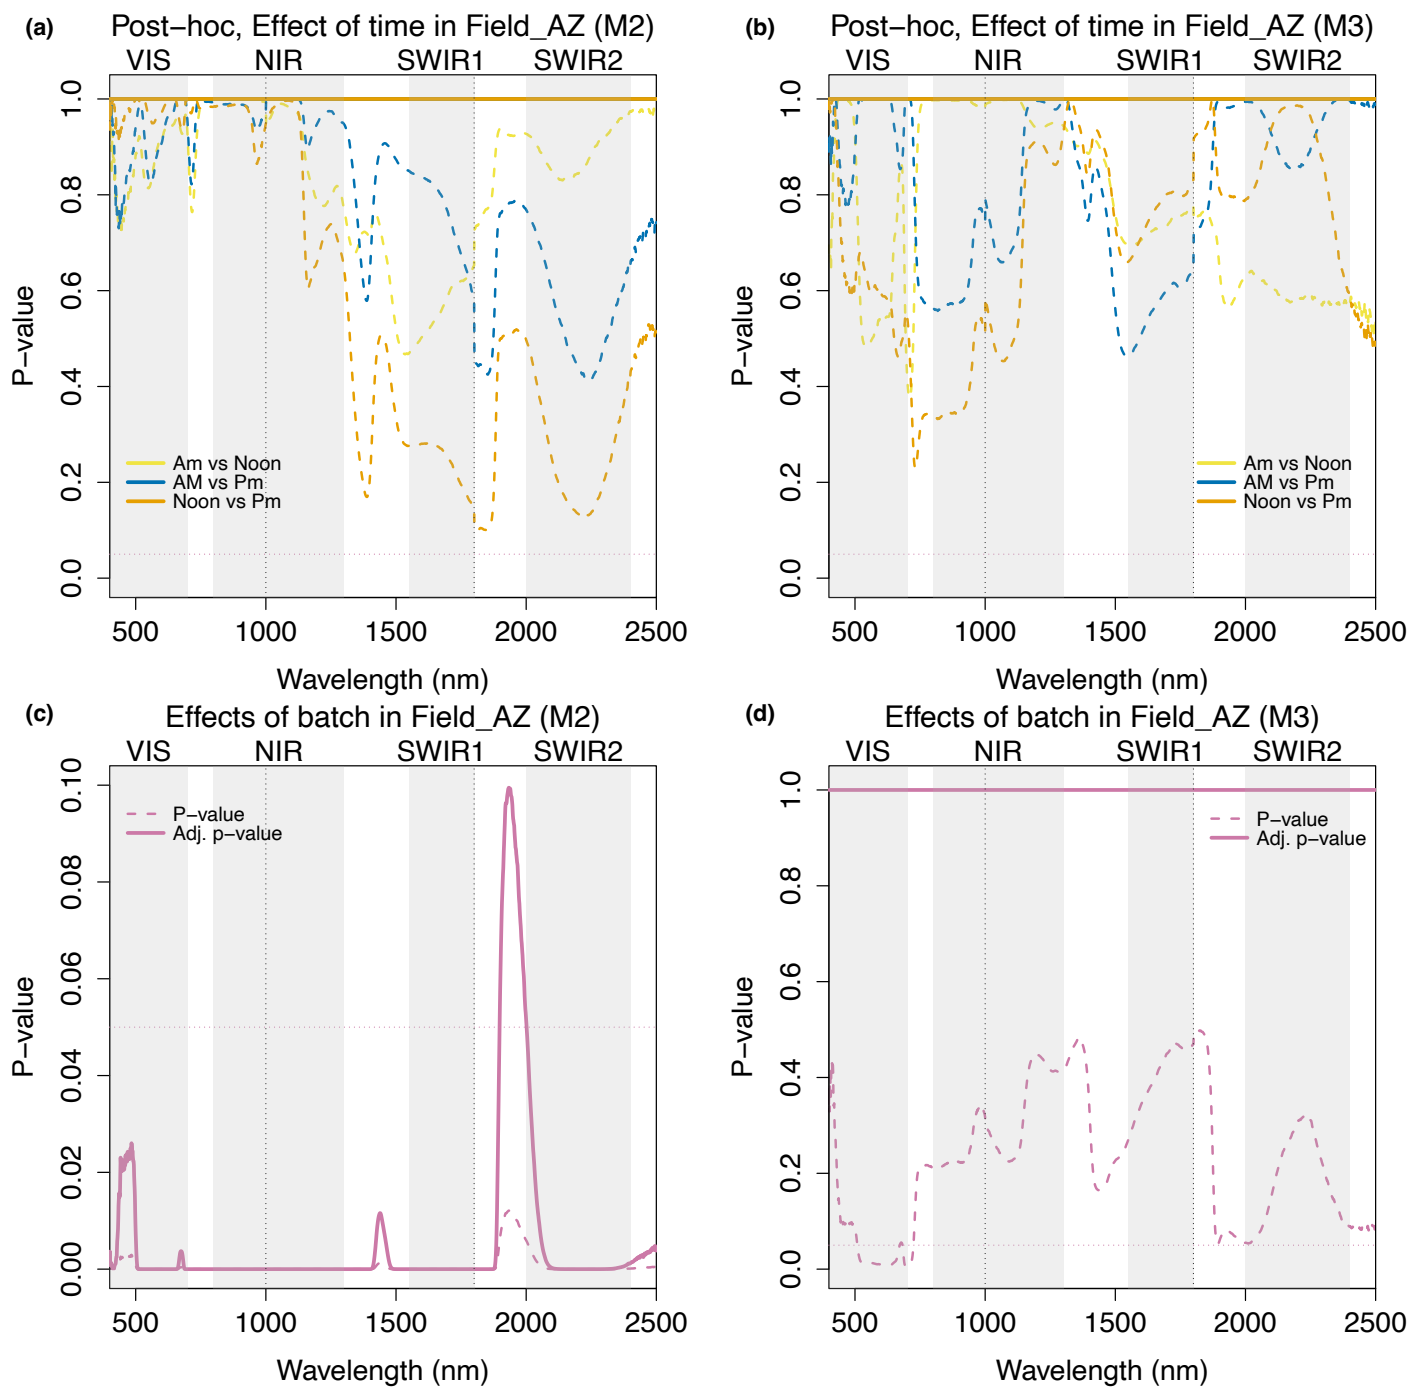 (a) Post-hoc, Effect of time in Field_AZ (M2)
VIS NIR SWIR1 SWIR2
P-value
0.0 0.2 0.4 0.6 0.8 1.0
Am vs Noon
AM vs Pm
Noon vs Pm
500 1000 1500 2000 2500
Wavelength (nm)
(b) Post-hoc, Effect of time in Field_AZ (M3)
VIS NIR SWIR1 SWIR2
P-value
0.0 0.2 0.4 0.6 0.8 1.0
Am vs Noon
AM vs Pm
Noon vs Pm
500 1000 1500 2000 2500
Wavelength (nm)
(c) Effects of batch in Field_AZ (M2)
VIS NIR SWIR1 SWIR2
P-value
0.00 0.02 0.04 0.06 0.08 0.10
P-value
Adj. p-value
500 1000 1500 2000 2500
Wavelength (nm)
(d) Effects of batch in Field_AZ (M3)
VIS NIR SWIR1 SWIR2
P-value
0.0 0.2 0.4 0.6 0.8 1.0
P-value
Adj. p-value
500 1000 1500 2000 2500
Wavelength (nm)